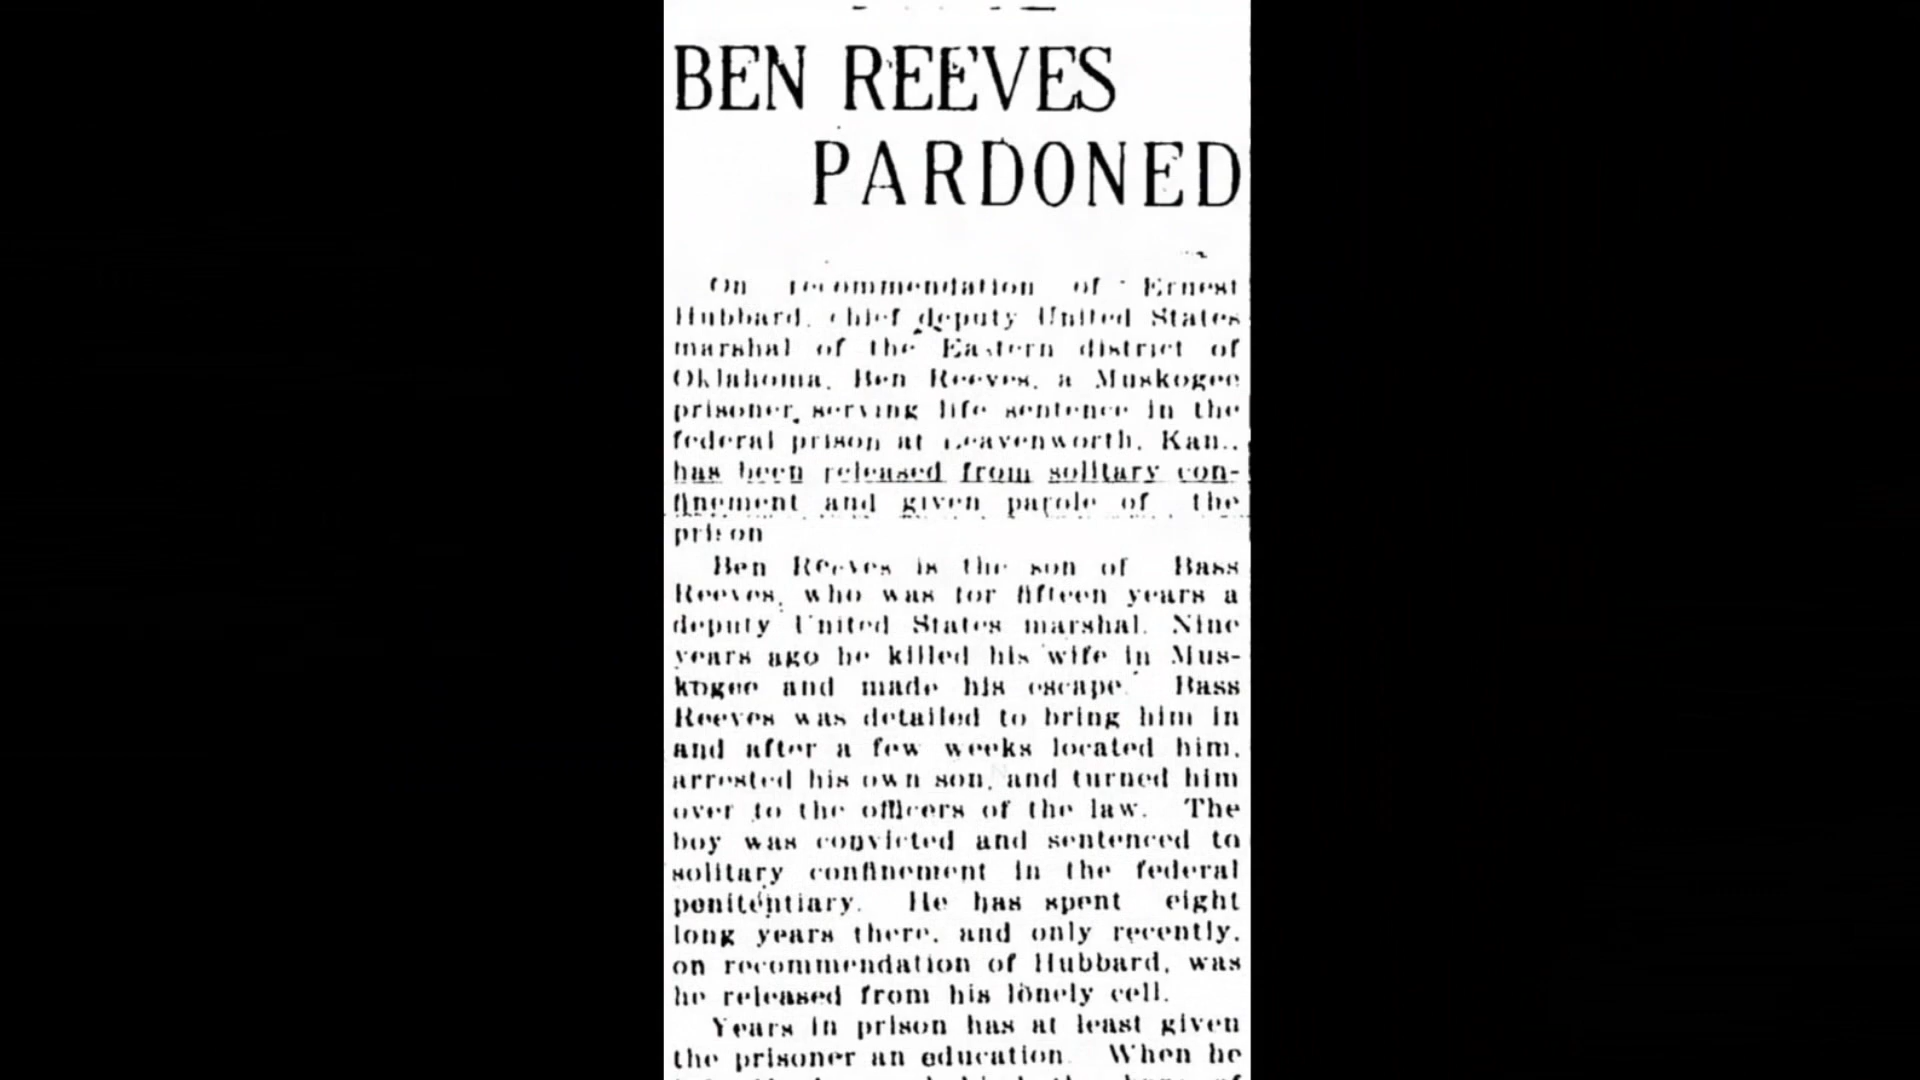 BEN REEVES
PARDONED
On recommendation of Ernest
Hubbard, chief deputy United States
marshal of the Eastern district of
Oklahoma, Ben Reeves, a Muskogee
prisoner serving life sentence in the
federal prison at Leavenworth, Kan.,
has been released from solitary con-
finement and given parole of the
prison
Ben Reeves is the son of Bass
Reeves, who was for fifteen years a
deputy United States marshal. Nine
years ago he killed his wife in Mus-
kogee and made his escape. Bass
Reeves was detailed to bring him in
and after a few weeks located him,
arrested his own son, and turned him
over to the officers of the law. The
boy was convicted and sentenced to
solitary confinement in the federal
penitentiary. He has spent eight
long years there, and only recently,
on recommendation of Hubbard, was
he released from his lonely cell.
Years in prison has at least given
the prisoner an education. When he